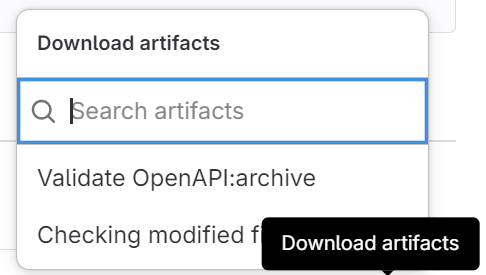 Download artifacts
Search artifacts
Validate OpenAPI:archive
Checking modified
Download artifacts